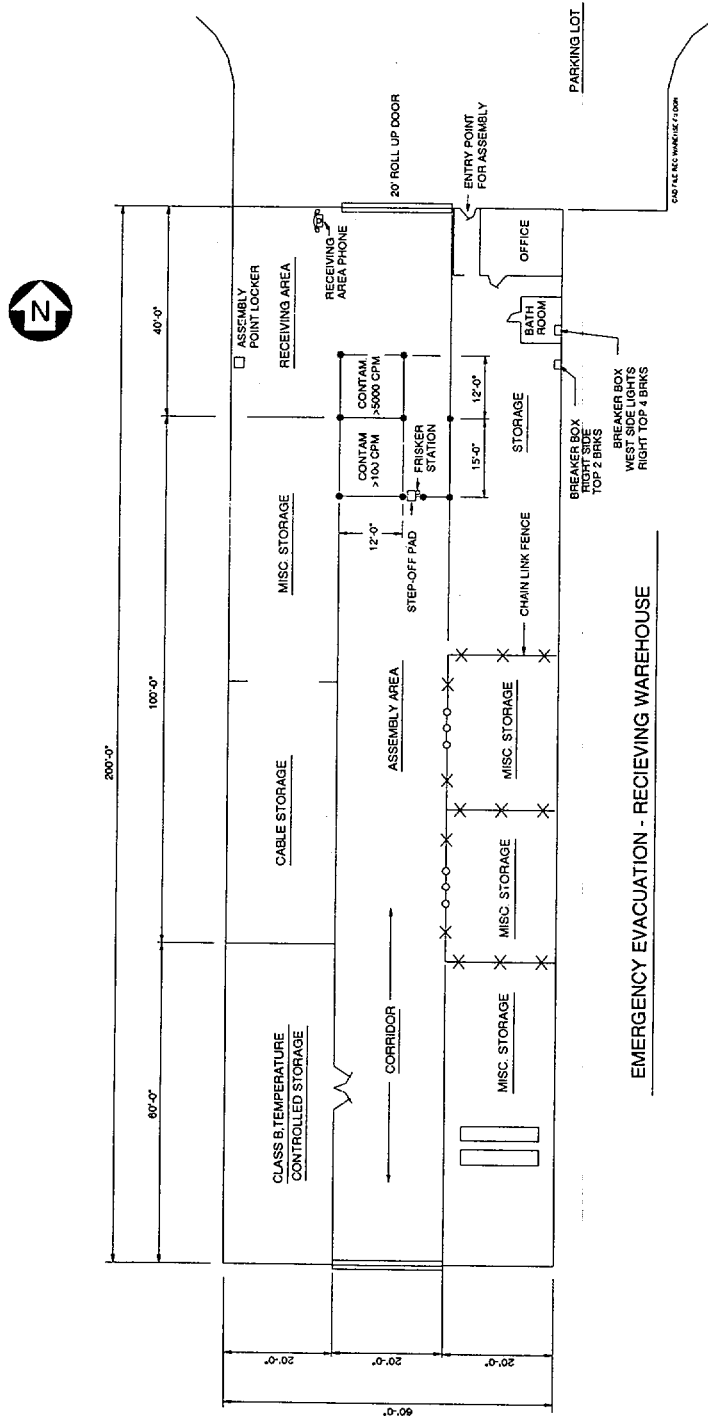 N
200'-0"
60'-0"
100'-0"
40'-0"
60'-0"
20'-0"
20'-0"
20'-0"
CLASS B,TEMPERATURE
CONTROLLED STORAGE
CABLE STORAGE
MISC. STORAGE
ASSEMBLY
POINT LOCKER
RECEIVING AREA
RECEIVING
AREA PHONE
20' ROLL UP DOOR
ENTRY POINT
FOR ASSEMBLY
PARKING LOT
CORRIDOR
ASSEMBLY AREA
12'-0"
CONTAM
>100 CPM
CONTAM.
>5000 CPM
STEP-OFF PAD
FRISKER
STATION
15'-0"
12'-0"
MISC. STORAGE
MISC. STORAGE
MISC. STORAGE
CHAIN LINK FENCE
STORAGE
BATH
ROOM
OFFICE
BREAKER BOX
RIGHT SIDE
TOP 2 BRKS
BREAKER BOX
WEST SIDE LIGHTS
RIGHT TOP 4 BRKS
EMERGENCY EVACUATION - RECIEVING WAREHOUSE